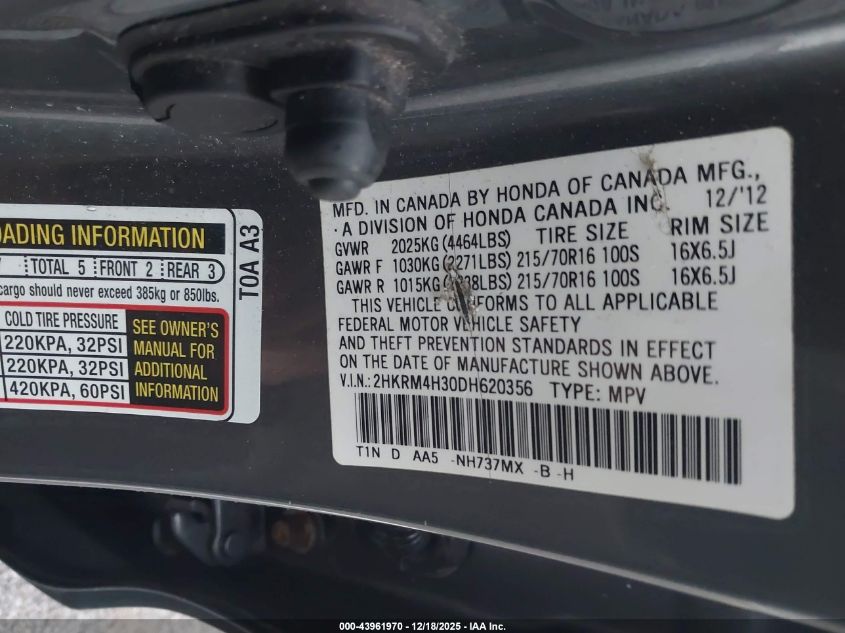 OADING INFORMATION
TOTAL 5 FRONT 2 REAR 3
cargo should never exceed 385kg or 850lbs.
COLD TIRE PRESSURE
220KPA, 32PSI
220KPA, 32PSI
420KPA, 60PSI
SEE OWNER'S
MANUAL FOR
ADDITIONAL
INFORMATION
T0A A3
MFD. IN CANADA BY HONDA OF CANADA MFG.,
· A DIVISION OF HONDA CANADA INC. 12/'12
GVWR 2025KG (4464LBS) TIRE SIZE RIM SIZE
GAWR F 1030KG (2271LBS) 215/70R16 100S 16X6.5J
GAWR R 1015KG LBS) 215/70R16 100S 16X6.5J
THIS VEHICLE CONFORMS TO ALL APPLICABLE
FEDERAL MOTOR VEHICLE SAFETY
AND THEFT PREVENTION STANDARDS IN EFFECT
ON THE DATE OF MANUFACTURE SHOWN ABOVE.
V.I.N.: 2HKRM4H30DH620356 TYPE: MPV
T1N D AA5 -NH737MX -B -H
000-43961970 - 12/18/2025 - IAA Inc.